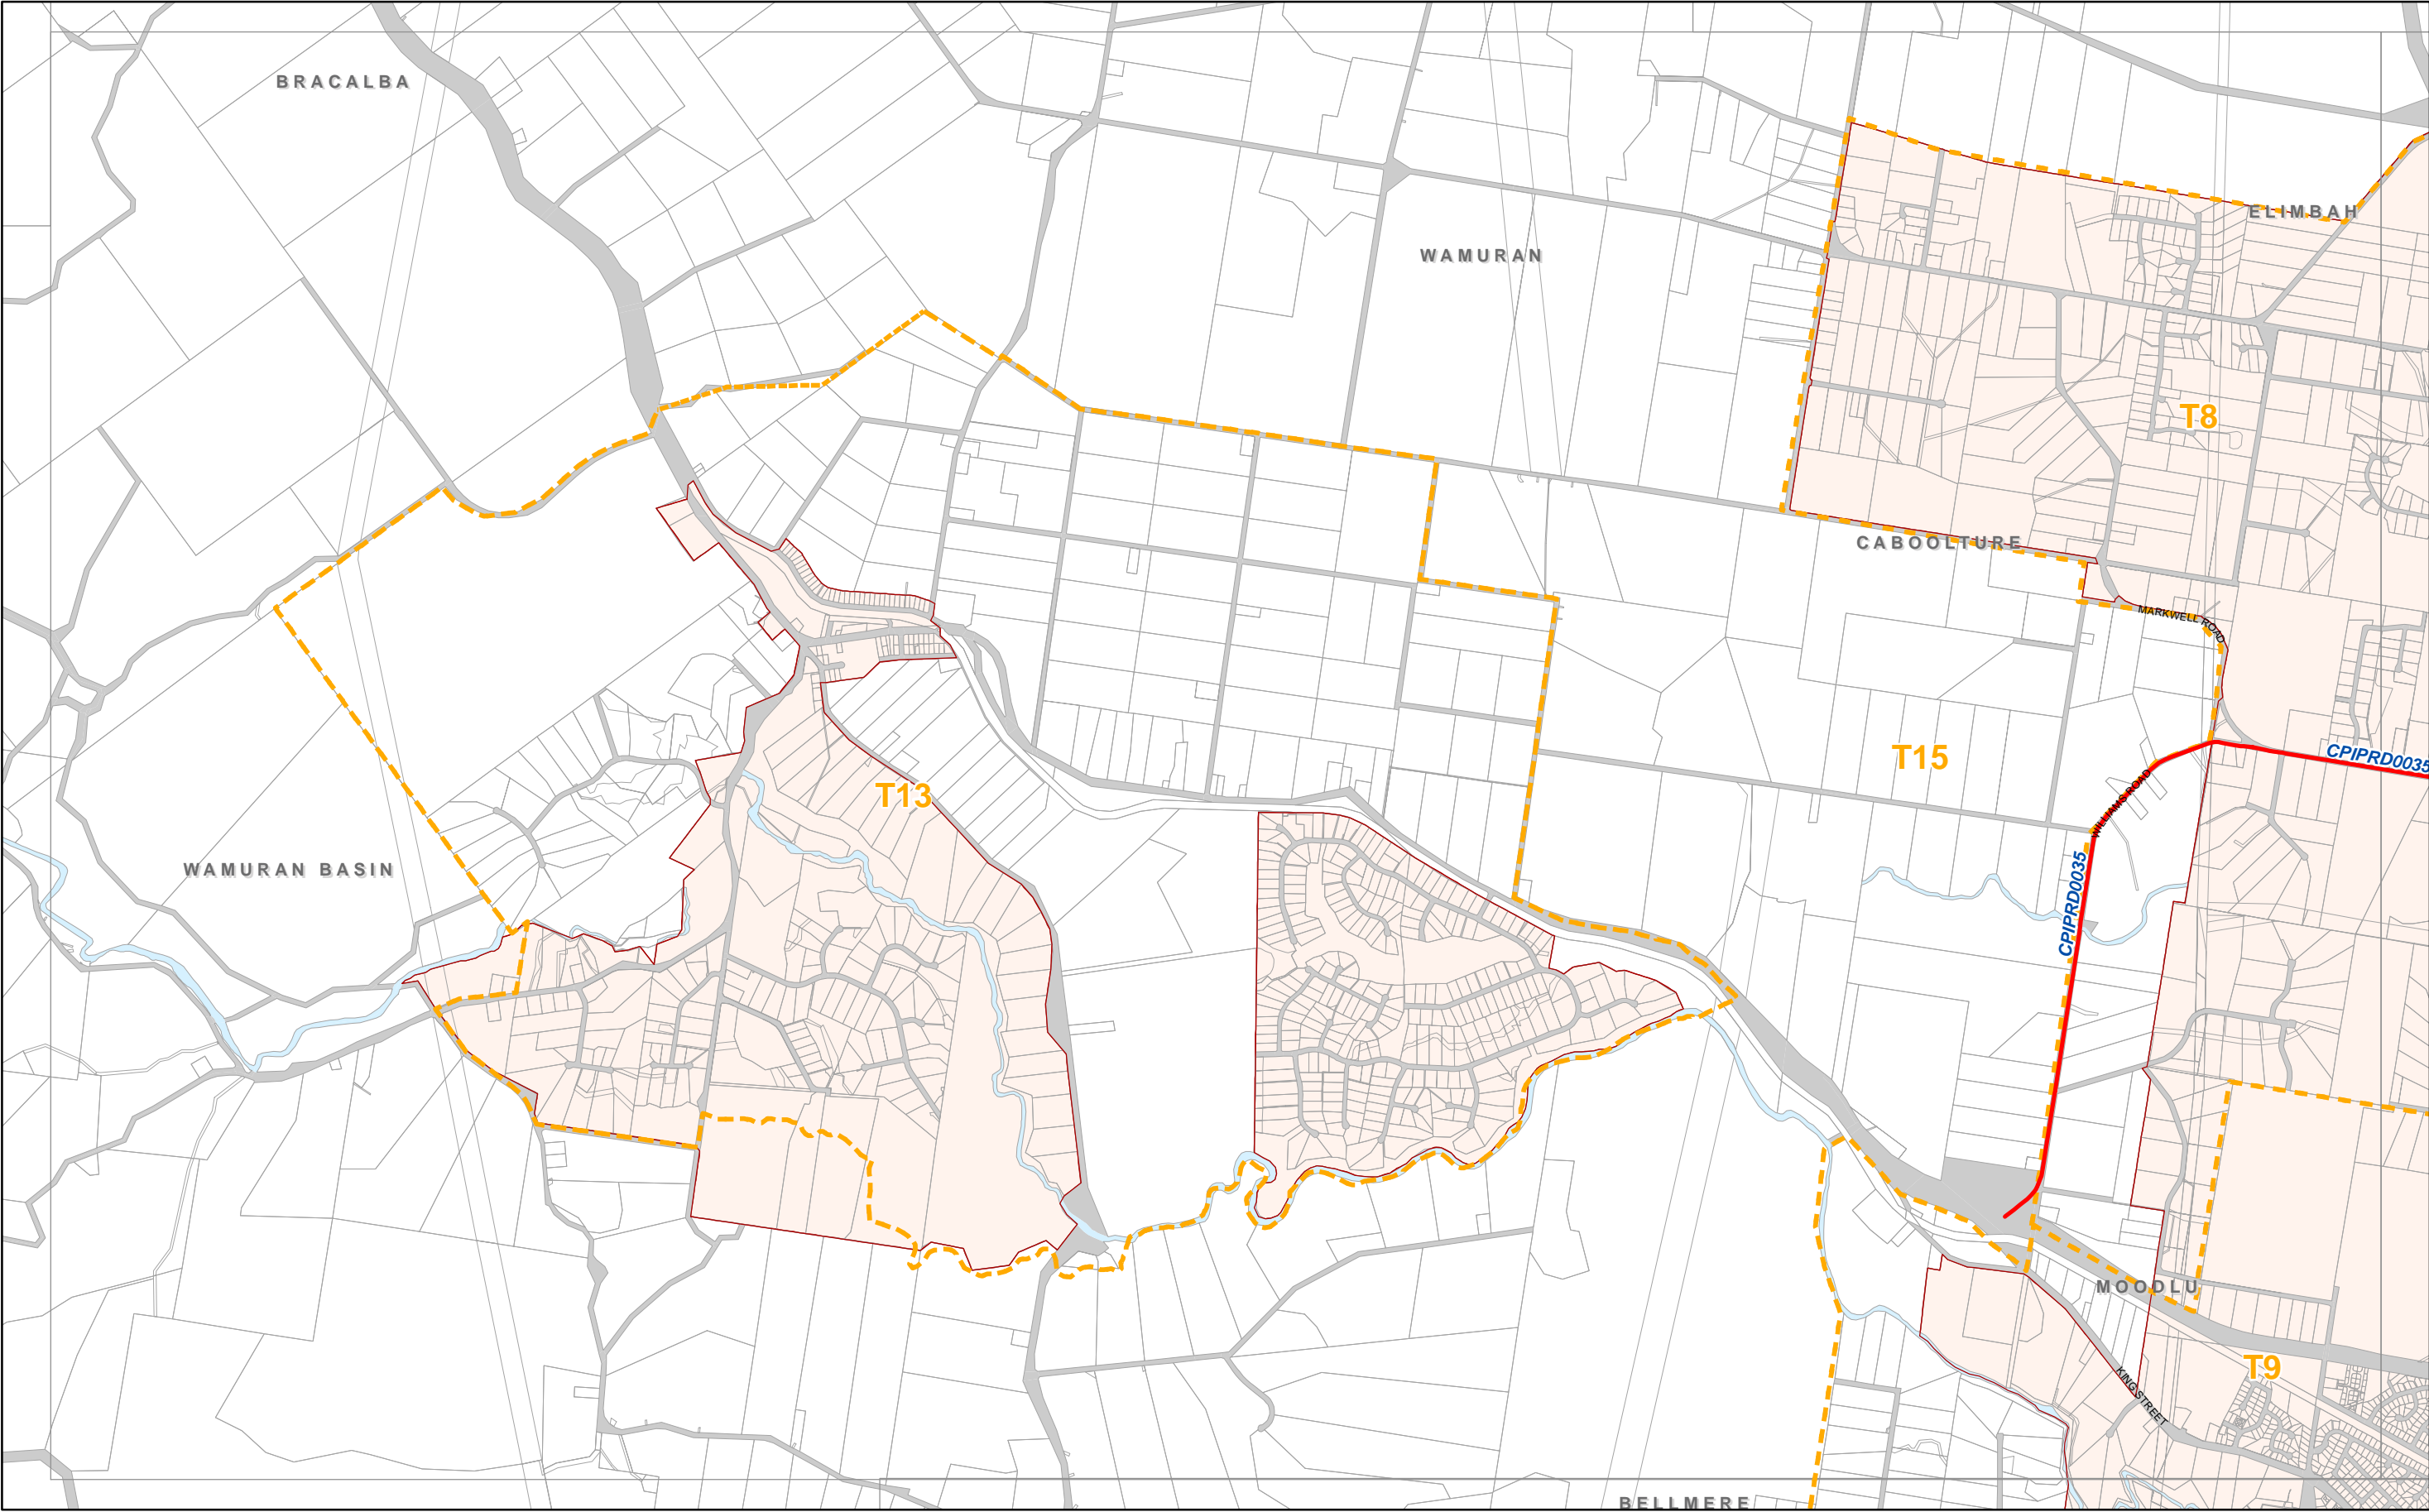 BRACALBA
ELIMBAH
WAMURAN
T8
CABOOLTURE
MARKWELL ROAD
CPIPRD0035
T15
WILLIAMS ROAD
T13
WAMURAN BASIN
CPIPRD0035
MOODLU
T9
KING STREET
BELLMERE